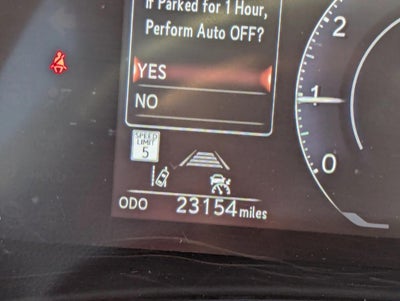 If Parked for 1 Hour,
Perform Auto OFF?
YES
NO
2
1
0
SPEED
LIMIT
5
ODO 23154 miles